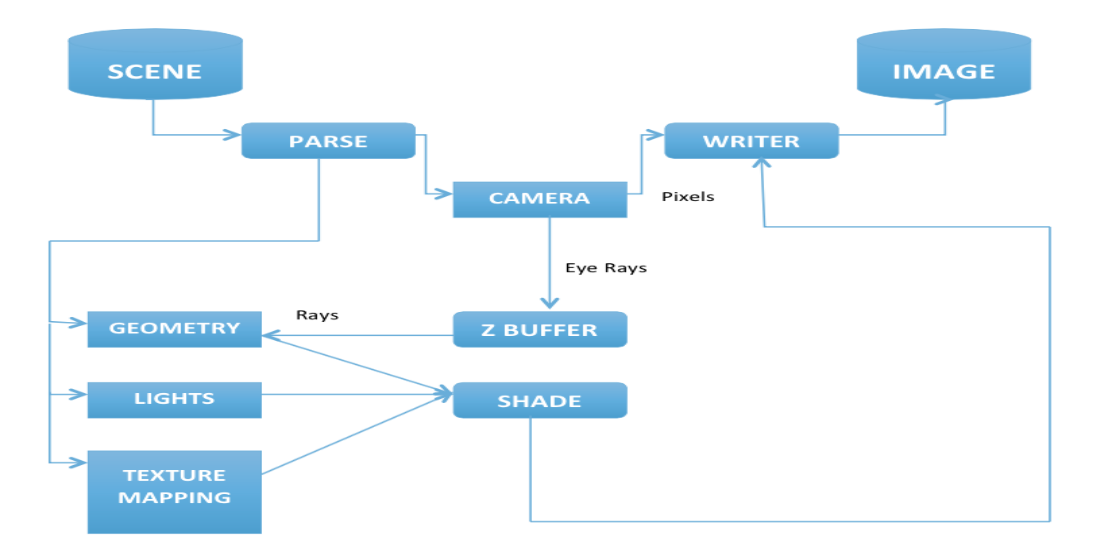 SCENE
IMAGE
PARSE
WRITER
CAMERA
Pixels
Eye Rays
Rays
GEOMETRY
Z BUFFER
LIGHTS
SHADE
TEXTURE
MAPPING